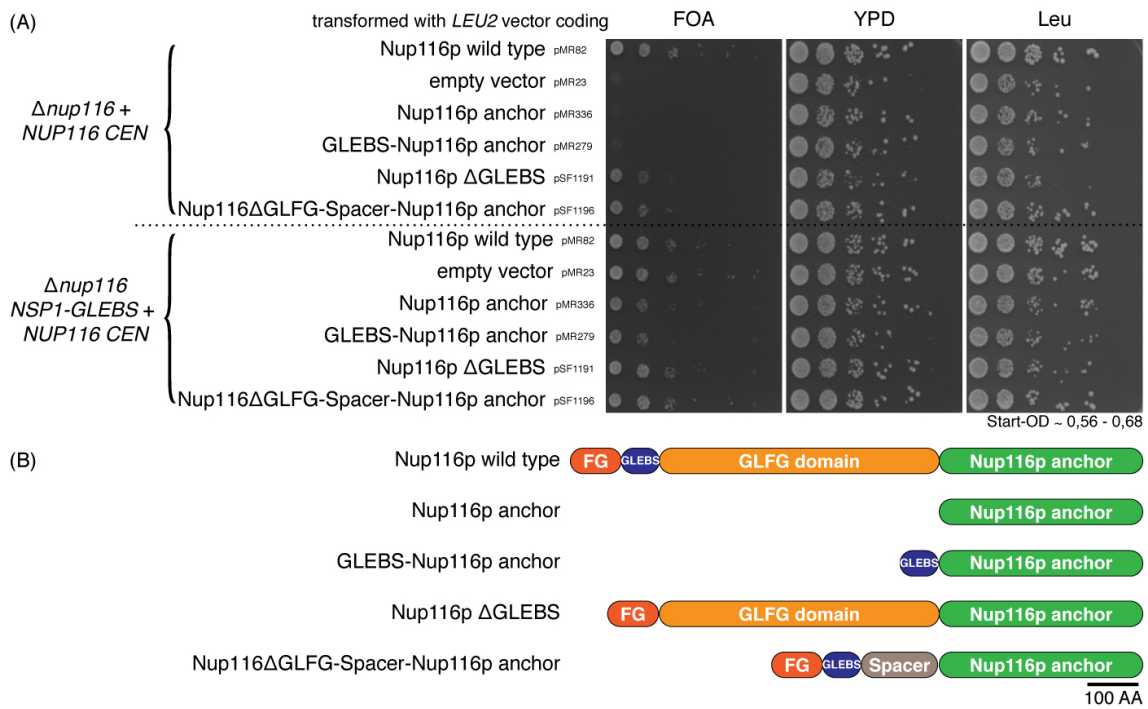 (A)
transformed with LEU2 vector coding FOA YPD Leu
Δnup116 +
NUP116 CEN
Nup116p wild type pMR82
empty vector pMR23
Nup116p anchor pMR336
GLEBS-Nup116p anchor pMR279
Nup116p ΔGLEBS pSF1191
Nup116ΔGLFG-Spacer-Nup116p anchor pSF1196
Δnup116
NSP1-GLEBS +
NUP116 CEN
Nup116p wild type pMR82
empty vector pMR23
Nup116p anchor pMR336
GLEBS-Nup116p anchor pMR279
Nup116p ΔGLEBS pSF1191
Nup116ΔGLFG-Spacer-Nup116p anchor pSF1196
Start-OD ~ 0,56 - 0,68
(B)
Nup116p wild type FG GLEBS GLFG domain Nup116p anchor
Nup116p anchor Nup116p anchor
GLEBS-Nup116p anchor GLEBS Nup116p anchor
Nup116p ΔGLEBS FG GLFG domain Nup116p anchor
Nup116ΔGLFG-Spacer-Nup116p anchor FG GLEBS Spacer Nup116p anchor
100 AA